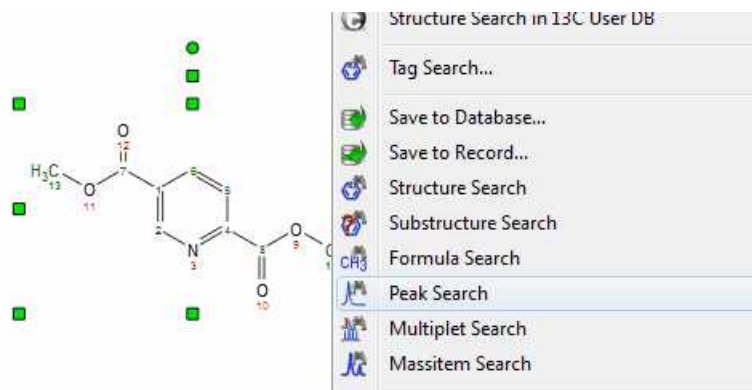 Structure Search in 13C User DB
Tag Search...
Save to Database...
Save to Record...
Structure Search
Substructure Search
CH3
Formula Search
Peak Search
Multiplet Search
Massitem Search
O
12
H3C
13
7
O
11
1
6
5
2
N
3
4
8
O
9
O
10